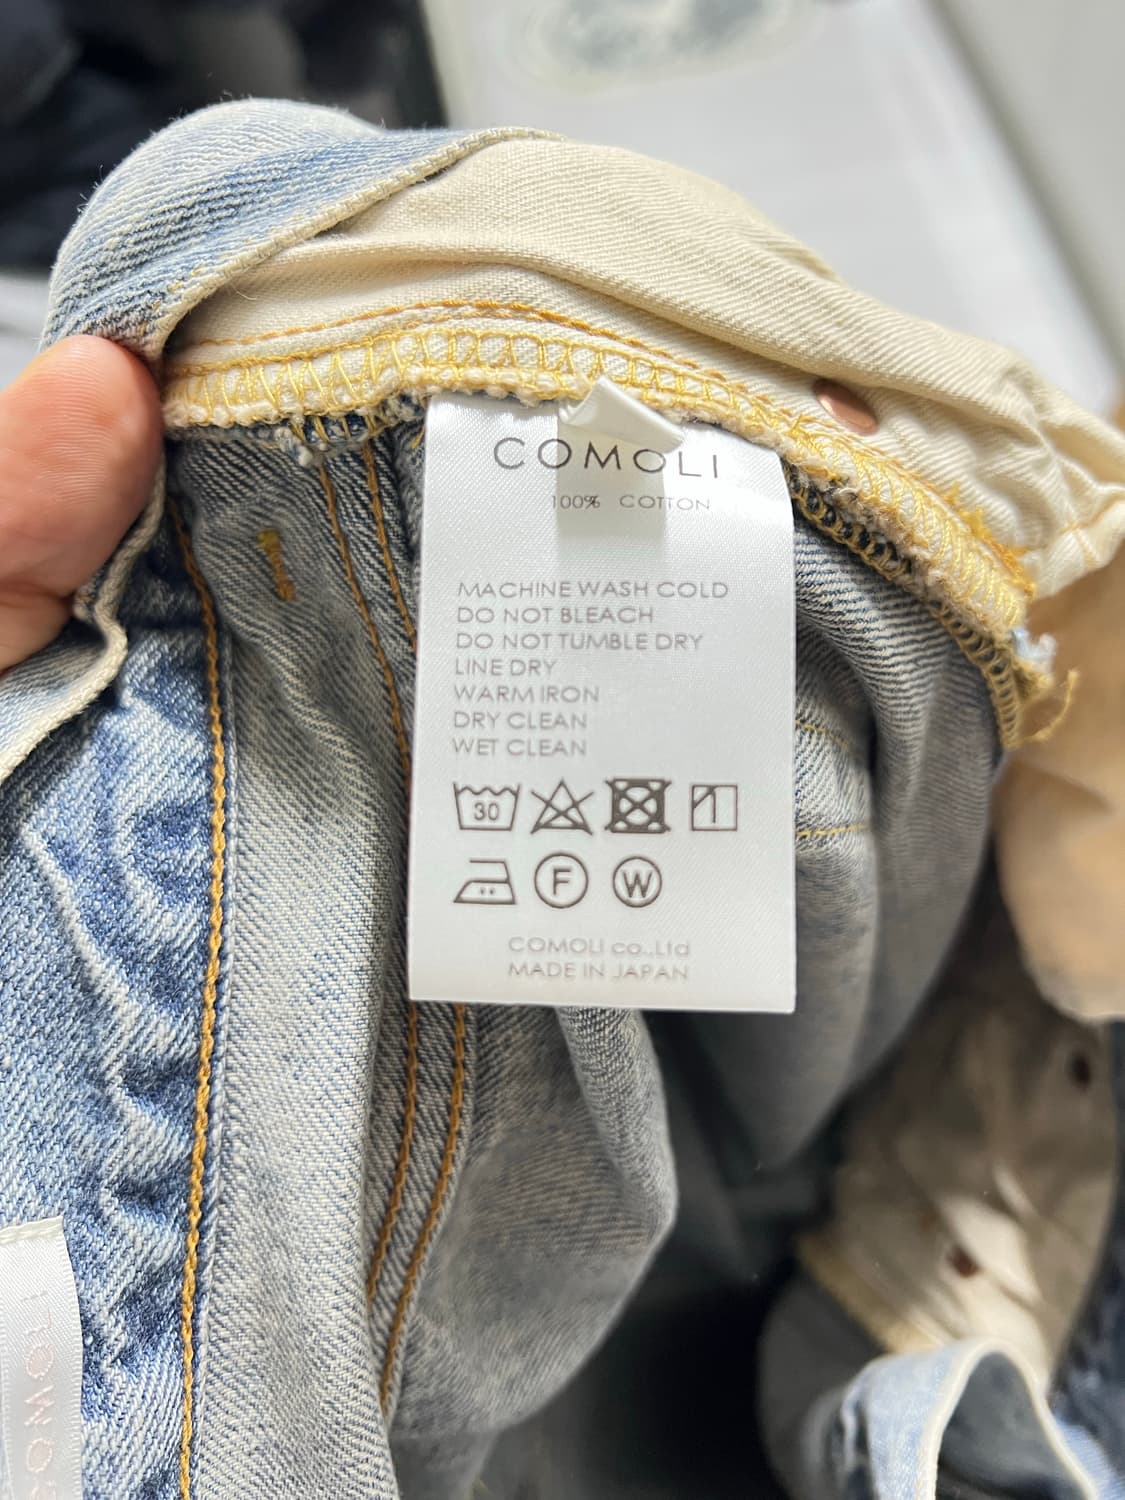 COMOLI
100% COTTON
MACHINE WASH COLD
DO NOT BLEACH
DO NOT TUMBLE DRY
LINE DRY
WARM IRON
DRY CLEAN
WET CLEAN
30
F
W
COMOLI co.,Ltd
MADE IN JAPAN
COMOLI